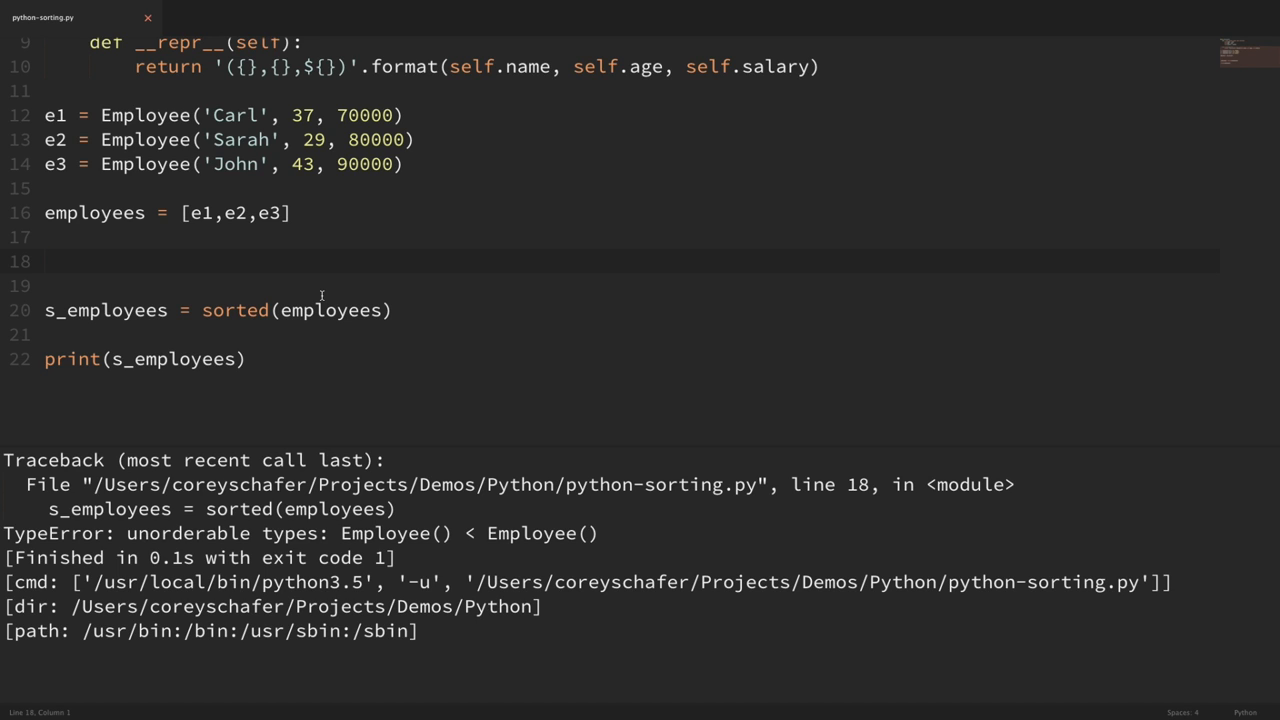 python-sorting.py ×
9     def __repr__(self):
10         return '({},{},${})'.format(self.name, self.age, self.salary)
11
12 e1 = Employee('Carl', 37, 70000)
13 e2 = Employee('Sarah', 29, 80000)
14 e3 = Employee('John', 43, 90000)
15
16 employees = [e1,e2,e3]
17
18
19
20 s_employees = sorted(employees)
21
22 print(s_employees)
Traceback (most recent call last):
  File "/Users/coreyschafer/Projects/Demos/Python/python-sorting.py", line 18, in <module>
    s_employees = sorted(employees)
TypeError: unorderable types: Employee() < Employee()
[Finished in 0.1s with exit code 1]
[cmd: ['/usr/local/bin/python3.5', '-u', '/Users/coreyschafer/Projects/Demos/Python/python-sorting.py']]
[dir: /Users/coreyschafer/Projects/Demos/Python]
[path: /usr/bin:/bin:/usr/sbin:/sbin]
Line 18, Column 1 Spaces: 4 Python